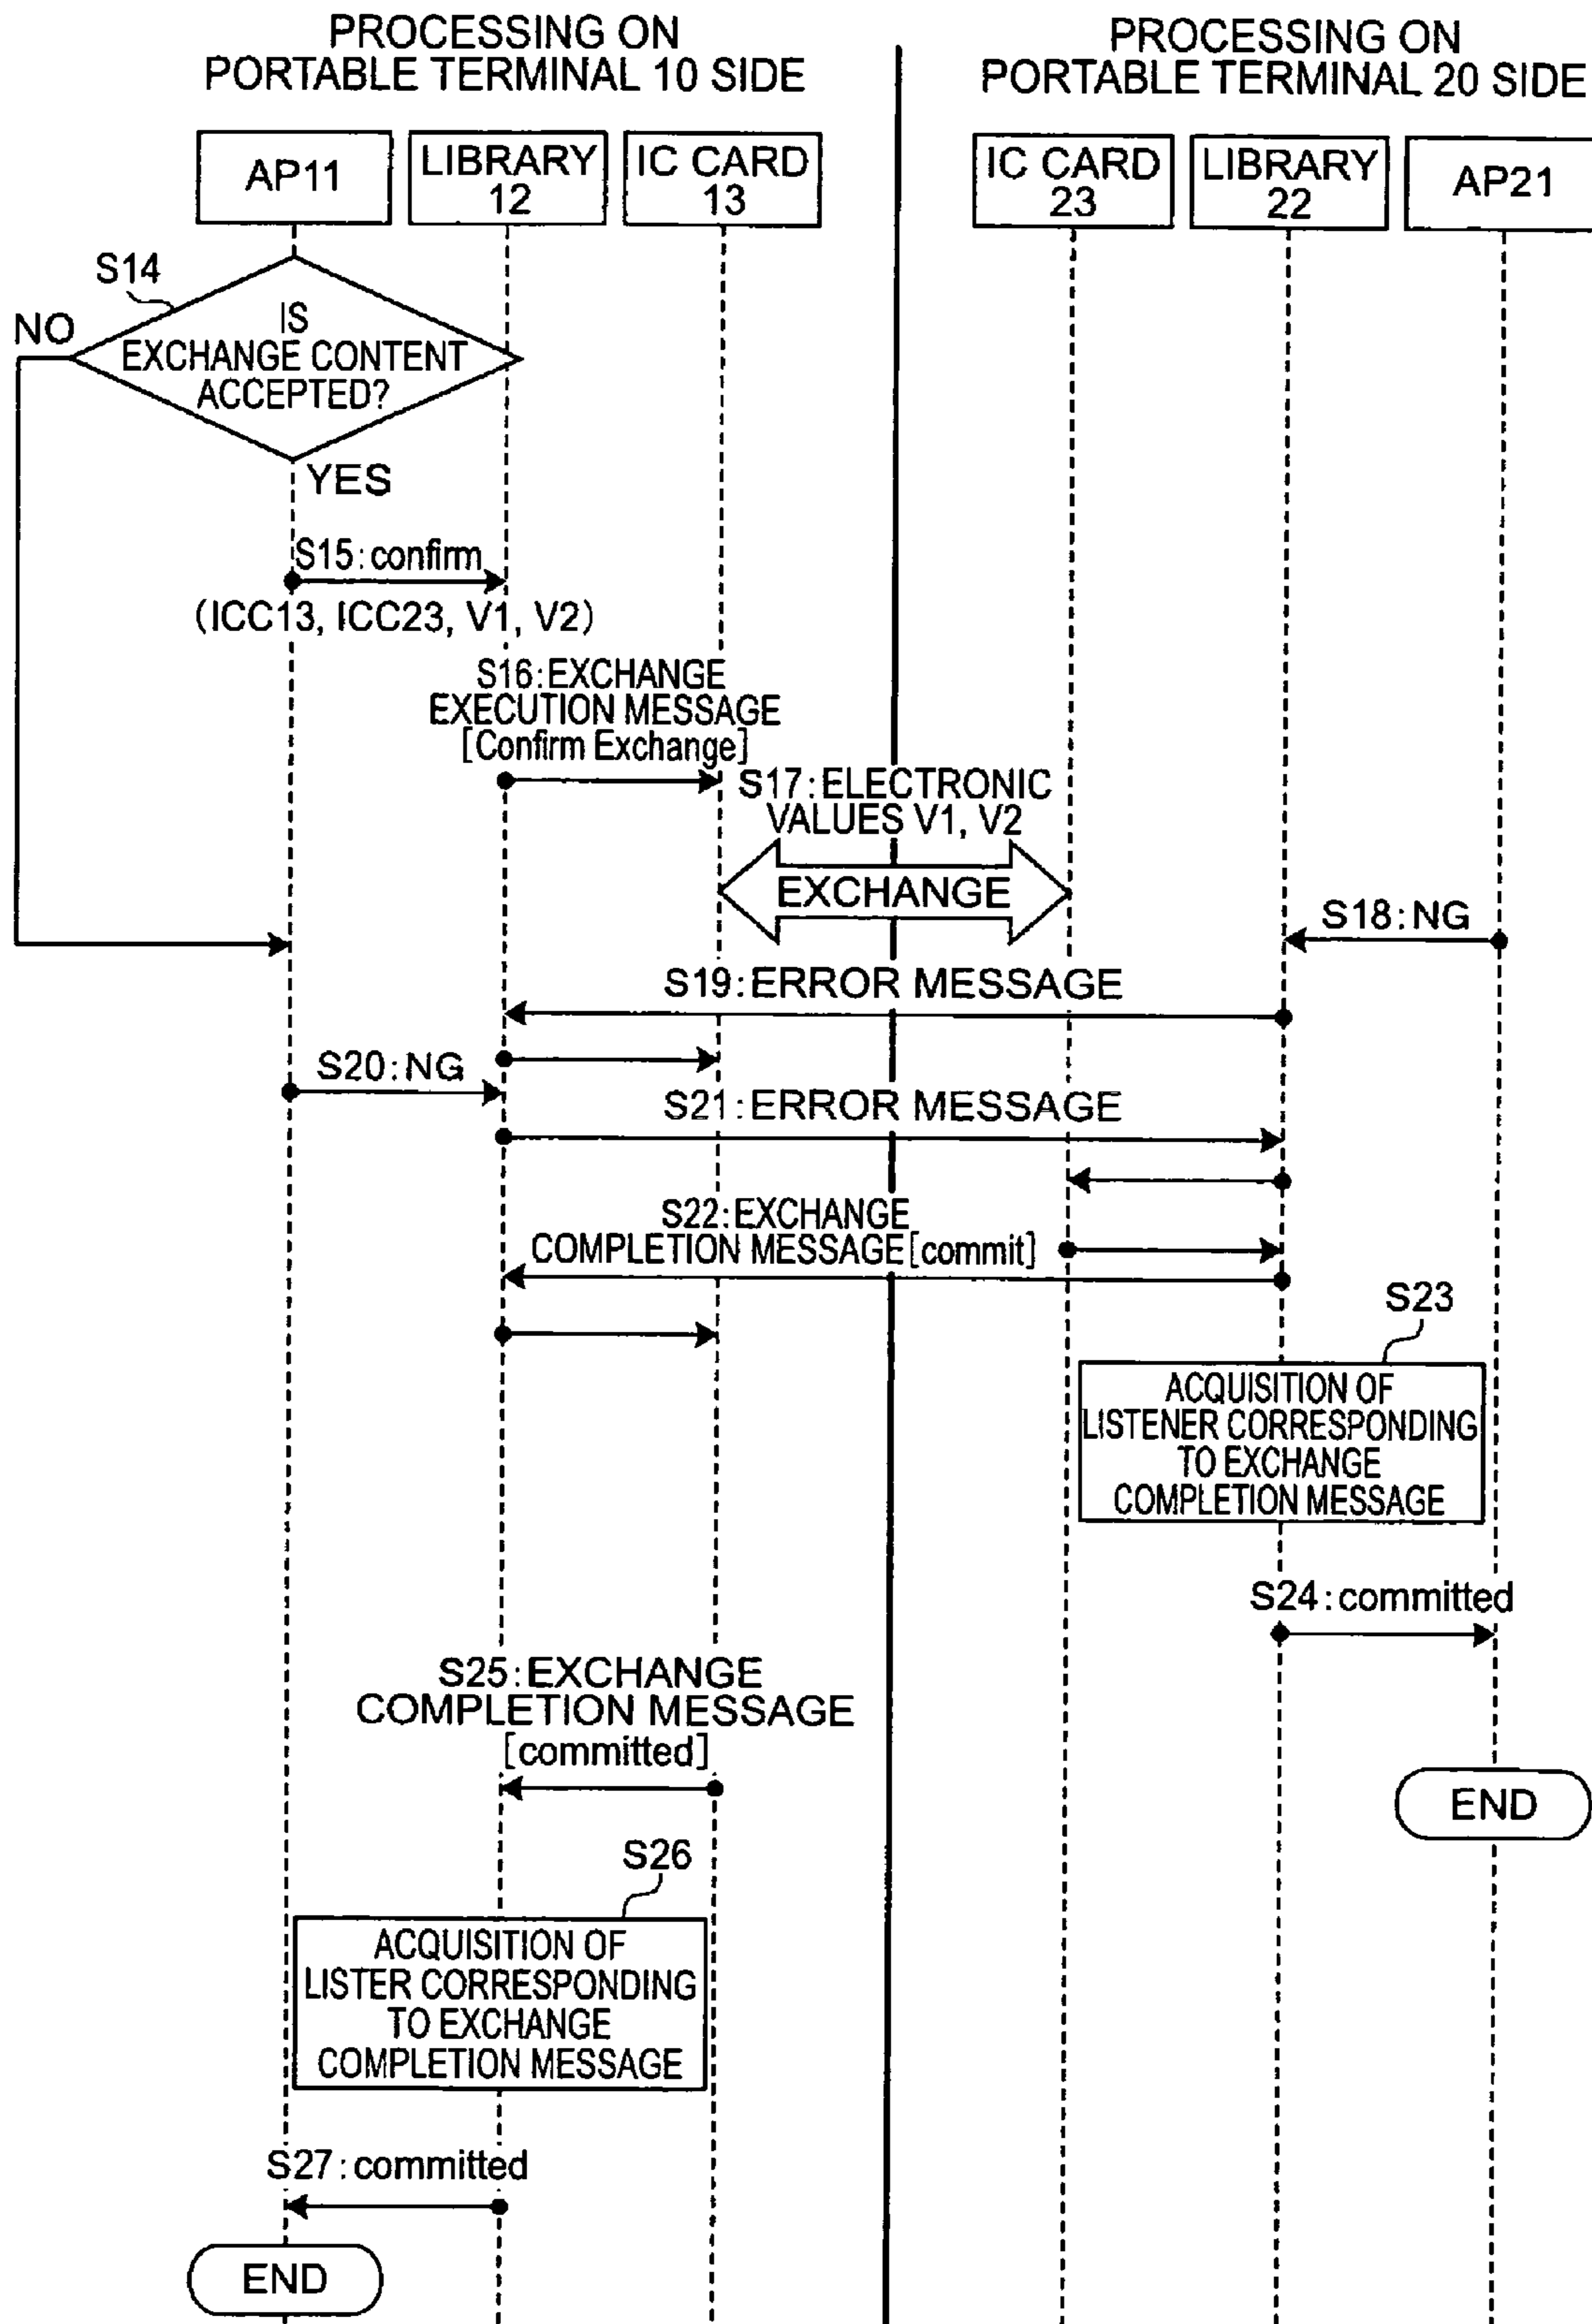 PROCESSING ON
PORTABLE TERMINAL 10 SIDE
PROCESSING ON
PORTABLE TERMINAL 20 SIDE
AP11
LIBRARY
12
IC CARD
13
IC CARD
23
LIBRARY
22
AP21
S14
NO
IS
EXCHANGE CONTENT
ACCEPTED?
YES
S15:confirm
(ICC13, ICC23, V1, V2)
S16:EXCHANGE
EXECUTION MESSAGE
[Confirm Exchange]
S17:ELECTRONIC
VALUES V1, V2
EXCHANGE
S18:NG
S19:ERROR MESSAGE
S20:NG
S21:ERROR MESSAGE
S22:EXCHANGE
COMPLETION MESSAGE[commit]
S23
ACQUISITION OF
LISTENER CORRESPONDING
TO EXCHANGE
COMPLETION MESSAGE
S24:committed
S25:EXCHANGE
COMPLETION MESSAGE
[committed]
END
S26
ACQUISITION OF
LISTER CORRESPONDING
TO EXCHANGE
COMPLETION MESSAGE
S27:committed
END